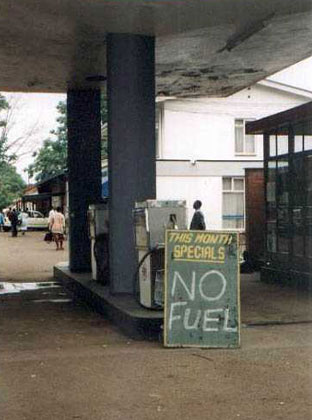 THIS MONTH
SPECIALS
NO
FUEL